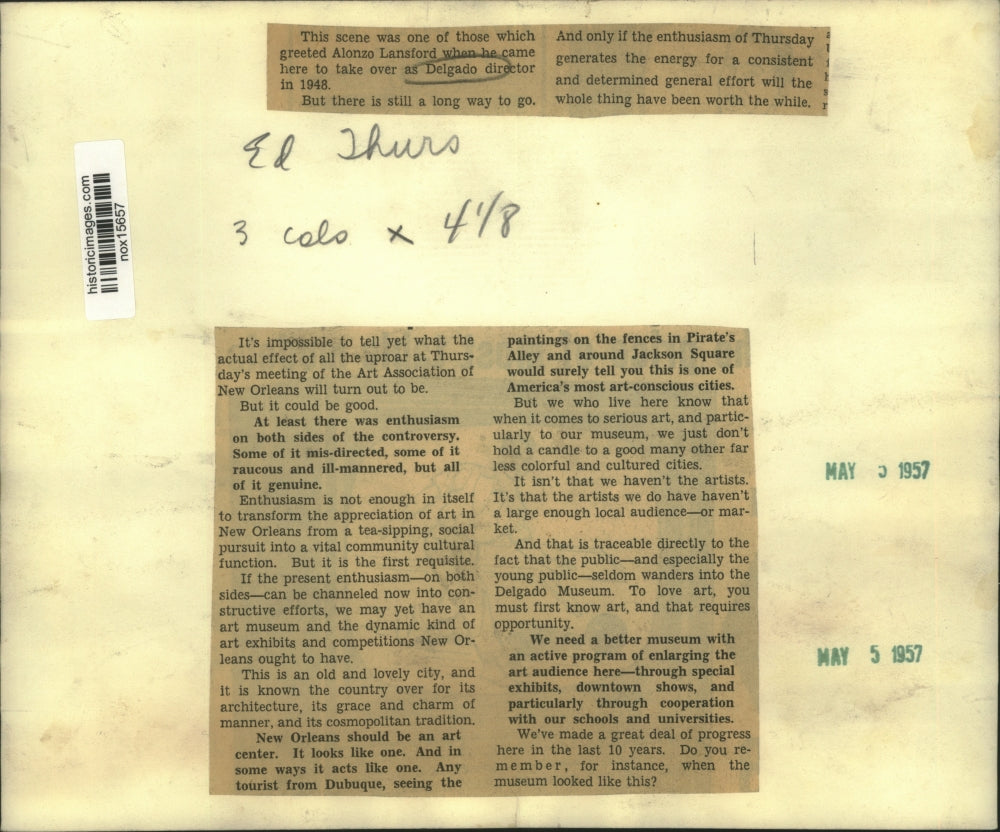 This scene was one of those which
greeted Alonzo Lansford when he came
here to take over as Delgado director
in 1948.
But there is still a long way to go.
And only if the enthusiasm of Thursday
generates the energy for a consistent
and determined general effort will the
whole thing have been worth the while.
Ed Thurs
3 cols x 4 1/8
historicimages.com
nox15657
It's impossible to tell yet what the
actual effect of all the uproar at Thurs-
day's meeting of the Art Association of
New Orleans will turn out to be.
But it could be good.
At least there was enthusiasm
on both sides of the controversy.
Some of it mis-directed, some of it
raucous and ill-mannered, but all
of it genuine.
Enthusiasm is not enough in itself
to transform the appreciation of art in
New Orleans from a tea-sipping, social
pursuit into a vital community cultural
function. But it is the first requisite.
If the present enthusiasm—on both
sides—can be channeled now into con-
structive efforts, we may yet have an
art museum and the dynamic kind of
art exhibits and competitions New Or-
leans ought to have.
This is an old and lovely city, and
it is known the country over for its
architecture, its grace and charm of
manner, and its cosmopolitan tradition.
New Orleans should be an art
center. It looks like one. And in
some ways it acts like one. Any
tourist from Dubuque, seeing the
paintings on the fences in Pirate's
Alley and around Jackson Square
would surely tell you this is one of
America's most art-conscious cities.
But we who live here know that
when it comes to serious art, and partic-
ularly to our museum, we just don't
hold a candle to a good many other far
less colorful and cultured cities.
It isn't that we haven't the artists.
It's that the artists we do have haven't
a large enough local audience—or mar-
ket.
And that is traceable directly to the
fact that the public—and especially the
young public—seldom wanders into the
Delgado Museum. To love art, you
must first know art, and that requires
opportunity.
We need a better museum with
an active program of enlarging the
art audience here—through special
exhibits, downtown shows, and
particularly through cooperation
with our schools and universities.
We've made a great deal of progress
here in the last 10 years. Do you re-
member, for instance, when the
museum looked like this?
MAY 5 1957
MAY 5 1957